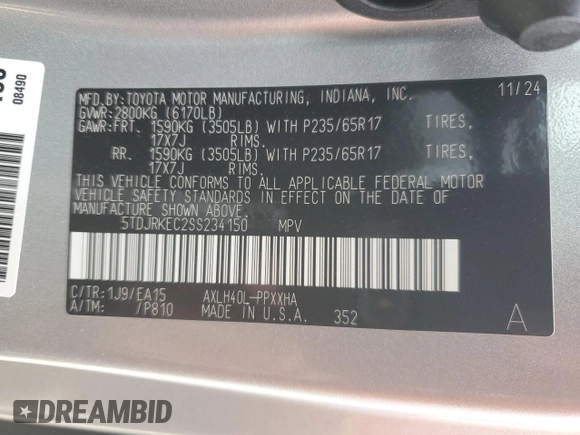 08490
MFD.BY:TOYOTA MOTOR MANUFACTURING, INDIANA, INC. 11/24
GVWR:2800KG (6170LB)
GAWR:FRT. 1590KG (3505LB) WITH P235/65R17 TIRES,
17X7J RIMS.
RR. 1590KG (3505LB) WITH P235/65R17 TIRES,
17X7J RIMS.
THIS VEHICLE CONFORMS TO ALL APPLICABLE FEDERAL MOTOR
VEHICLE SAFETY STANDARDS IN EFFECT ON THE DATE OF
MANUFACTURE SHOWN ABOVE.
5TDJRKEC2SS234150 MPV
C/TR:1J9/EA15 AXLH40L-PPXXHA
A/TM: /P810 MADE IN U.S.A. 352 A
DREAMBID